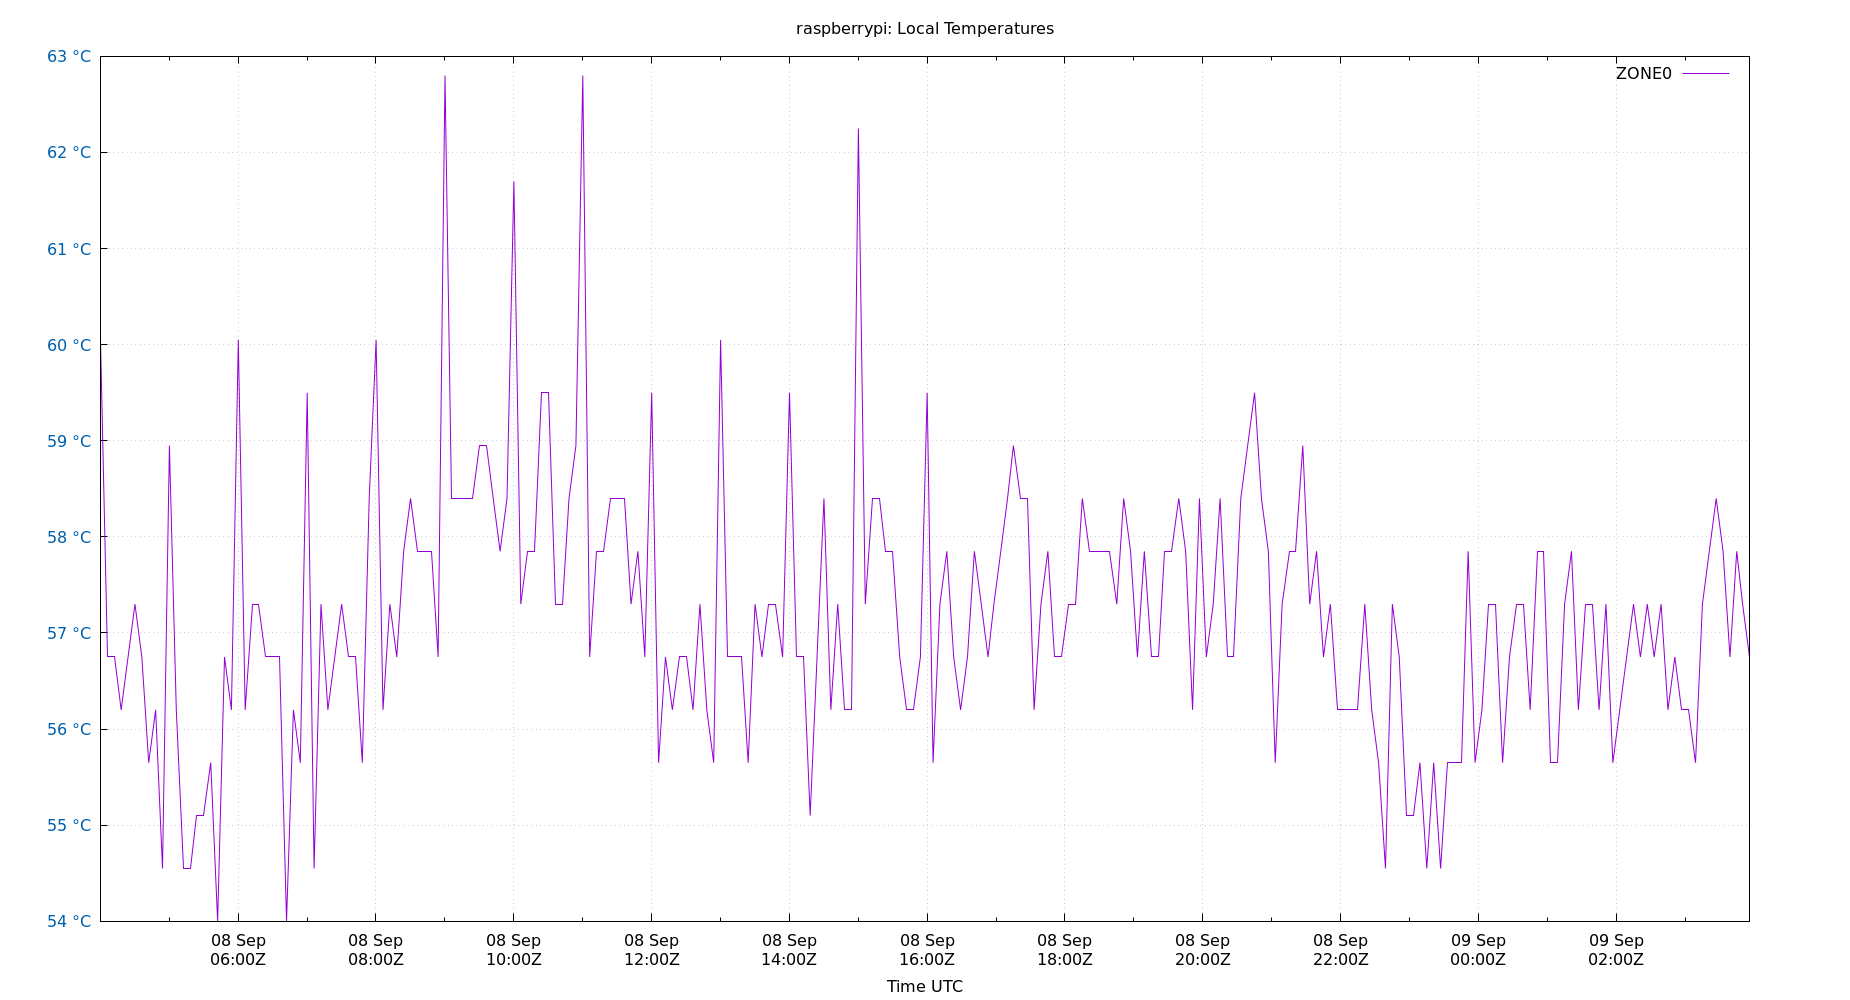 raspberrypi: Local Temperatures
63 °C
ZONE0
62 °C
61 °C
60 °C
59 °C
58 °C
57 °C
56 °C
55 °C
54 °C
08 Sep 08 Sep 08 Sep 08 Sep 08 Sep 08 Sep 08 Sep 08 Sep 08 Sep 09 Sep 09 Sep
06:00Z 08:00Z 10:00Z 12:00Z 14:00Z 16:00Z 18:00Z 20:00Z 22:00Z 00:00Z 02:00Z
Time UTC